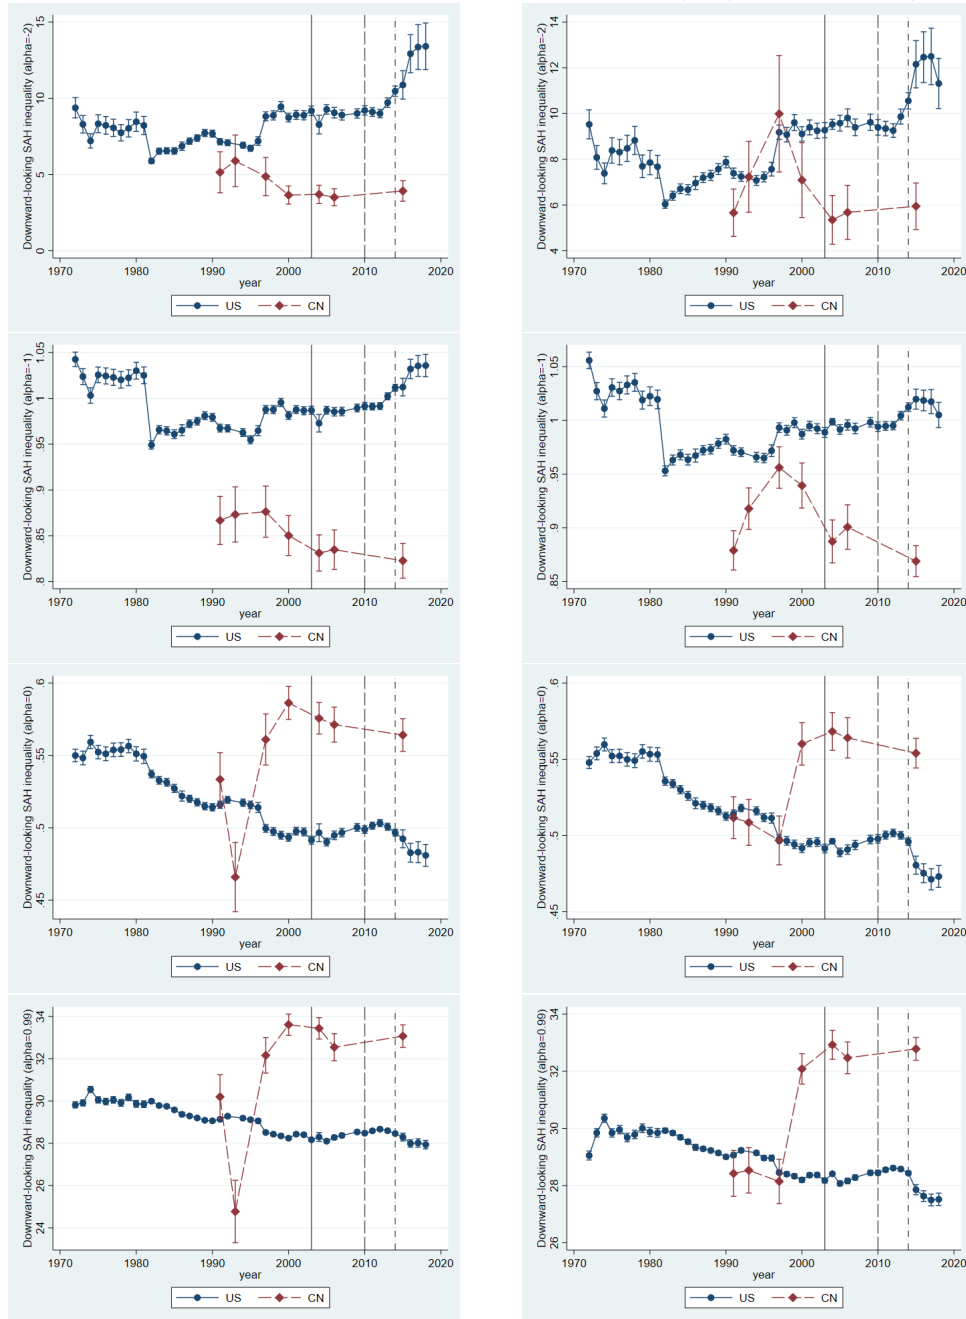 Downward-looking SAH inequality (alpha=-2)
15
10
5
0
1970 1980 1990 2000 2010 2020
year
US CN
Downward-looking SAH inequality (alpha=-2)
14
12
10
8
6
4
1970 1980 1990 2000 2010 2020
year
US CN
Downward-looking SAH inequality (alpha=-1)
1.05
1
.95
.9
.85
.8
1970 1980 1990 2000 2010 2020
year
US CN
Downward-looking SAH inequality (alpha=-1)
1.05
1
.95
.9
.85
1970 1980 1990 2000 2010 2020
year
US CN
Downward-looking SAH inequality (alpha=0)
.6
.55
.5
.45
1970 1980 1990 2000 2010 2020
year
US CN
Downward-looking SAH inequality (alpha=0)
.6
.55
.5
.45
1970 1980 1990 2000 2010 2020
year
US CN
Downward-looking SAH inequality (alpha=0.99)
34
32
30
28
24
1970 1980 1990 2000 2010 2020
year
US CN
Downward-looking SAH inequality (alpha=0.99)
34
32
30
28
26
1970 1980 1990 2000 2010 2020
year
US CN